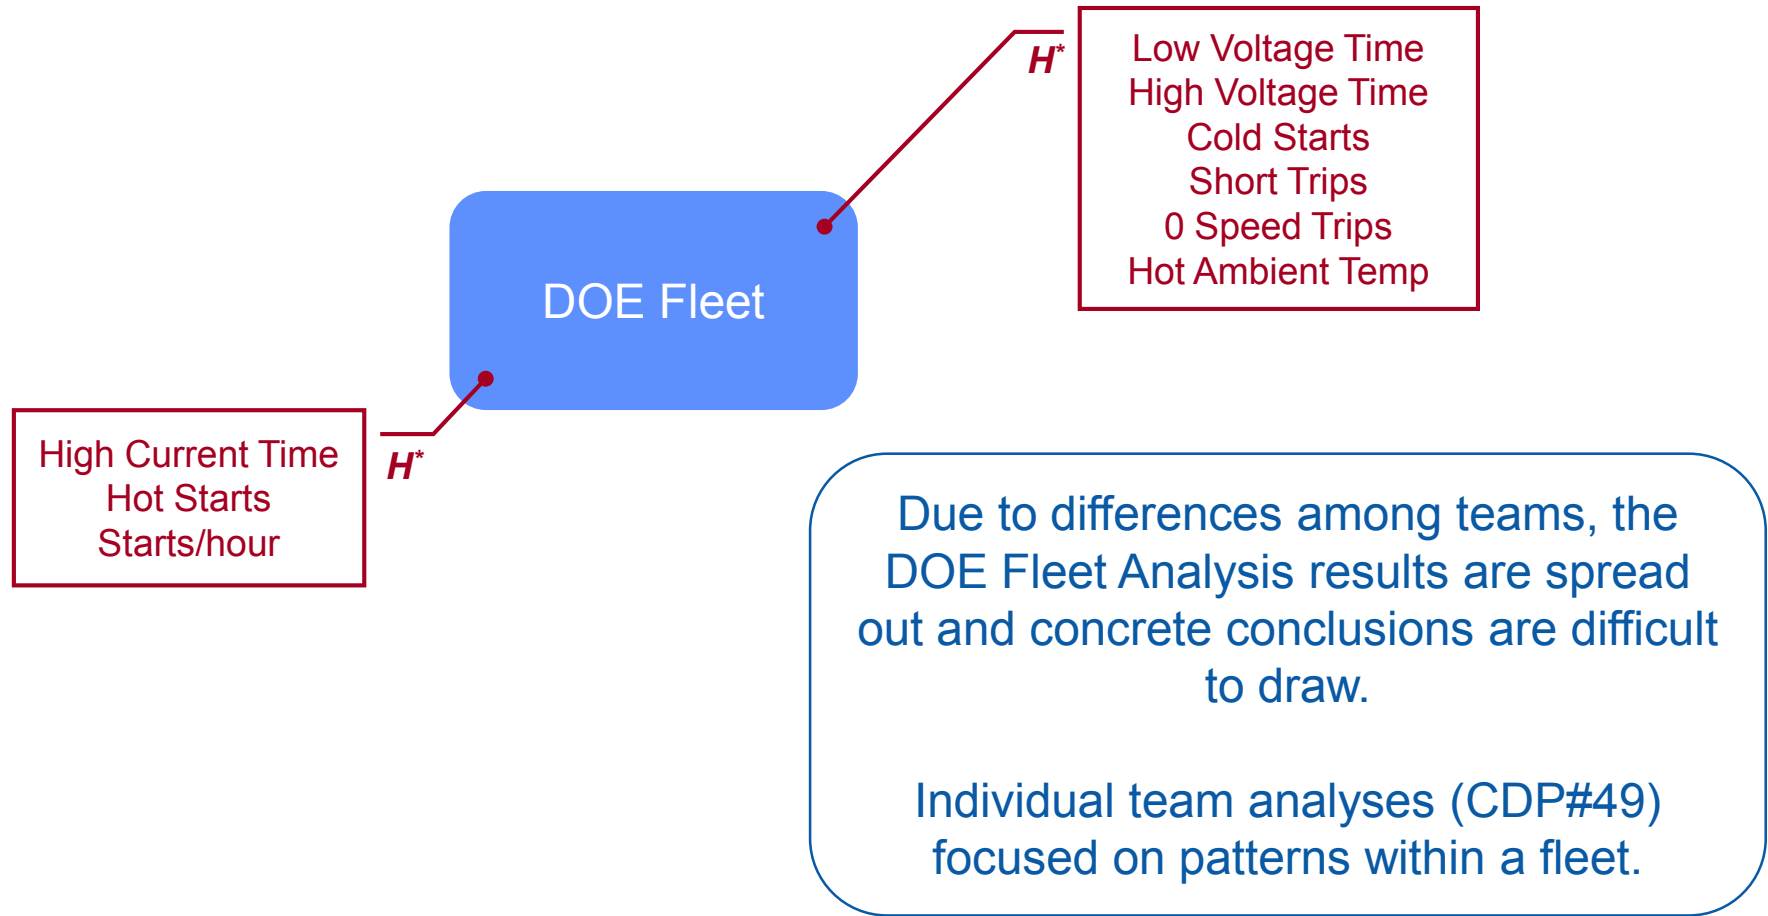 H*
Low Voltage Time
High Voltage Time
Cold Starts
Short Trips
0 Speed Trips
Hot Ambient Temp
DOE Fleet
High Current Time
Hot Starts
Starts/hour
H*
Due to differences among teams, the
DOE Fleet Analysis results are spread
out and concrete conclusions are difficult
to draw.
Individual team analyses (CDP#49)
focused on patterns within a fleet.